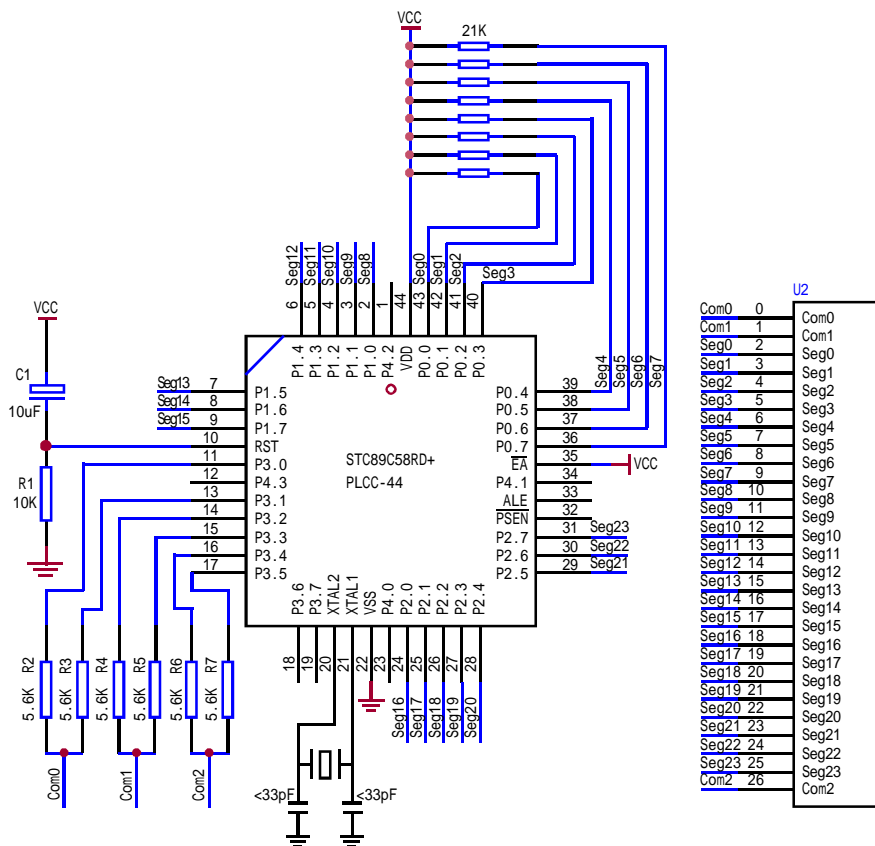 VCC
21K
Seg12
Seg11
Seg10
Seg9
Seg8
Seg0
Seg1
Seg2
Seg3
6
5
4
3
2
1
44
43
42
41
40
P1.4
P1.3
P1.2
P1.1
P1.0
P4.2
VDD
P0.0
P0.1
P0.2
P0.3
Seg4
Seg5
Seg6
Seg7
VCC
C1
10uF
R1
10K
Seg13 7 P1.5
Seg14 8 P1.6
Seg15 9 P1.7
10 RST
11 P3.0
12 P4.3
13 P3.1
14 P3.2
15 P3.3
16 P3.4
17 P3.5
STC89C58RD+
PLCC-44
P0.4 39
P0.5 38
P0.6 37
P0.7 36
EA 35 VCC
P4.1 34
ALE 33
PSEN 32
P2.7 31 Seg23
P2.6 30 Seg22
P2.5 29 Seg21
P3.6
P3.7
XTAL2
XTAL1
VSS
P4.0
P2.0
P2.1
P2.2
P2.3
P2.4
18
19
20
21
22
23
24
25
26
27
28
Seg16
Seg17
Seg18
Seg19
Seg20
R2
5.6K
R3
5.6K
R4
5.6K
R5
5.6K
R6
5.6K
R7
5.6K
Com0
Com1
Com2
<33pF
<33pF
U2
Com0 0 Com0
Com1 1 Com1
Seg0 2 Seg0
Seg1 3 Seg1
Seg2 4 Seg2
Seg3 5 Seg3
Seg4 6 Seg4
Seg5 7 Seg5
Seg6 8 Seg6
Seg7 9 Seg7
Seg8 10 Seg8
Seg9 11 Seg9
Seg10 12 Seg10
Seg11 13 Seg11
Seg12 14 Seg12
Seg13 15 Seg13
Seg14 16 Seg14
Seg15 17 Seg15
Seg16 18 Seg16
Seg17 19 Seg17
Seg18 20 Seg18
Seg19 21 Seg19
Seg20 22 Seg20
Seg21 23 Seg21
Seg22 24 Seg22
Seg23 25 Seg23
Com2 26 Com2